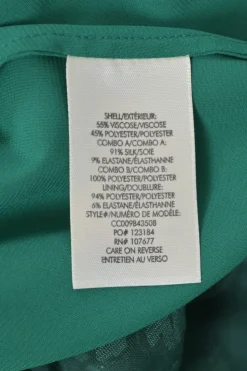 SHELL/EXTÉRIEUR:
55% VISCOSE/VISCOSE
45% POLYESTER/POLYESTER
COMBO A/COMBO A:
91% SILK/SOIE
9% ELASTANE/ÉLASTHANNE
COMBO B/COMBO B:
100% POLYESTER/POLYESTER
LINING/DOUBLURE:
94% POLYESTER/POLYESTER
6% ELASTANE/ÉLASTHANNE
STYLE#/NUMÉRO DE MODÈLE:
CC009B43508
PO# 123184
RN# 107677
CARE ON REVERSE
ENTRETIEN AU VERSO